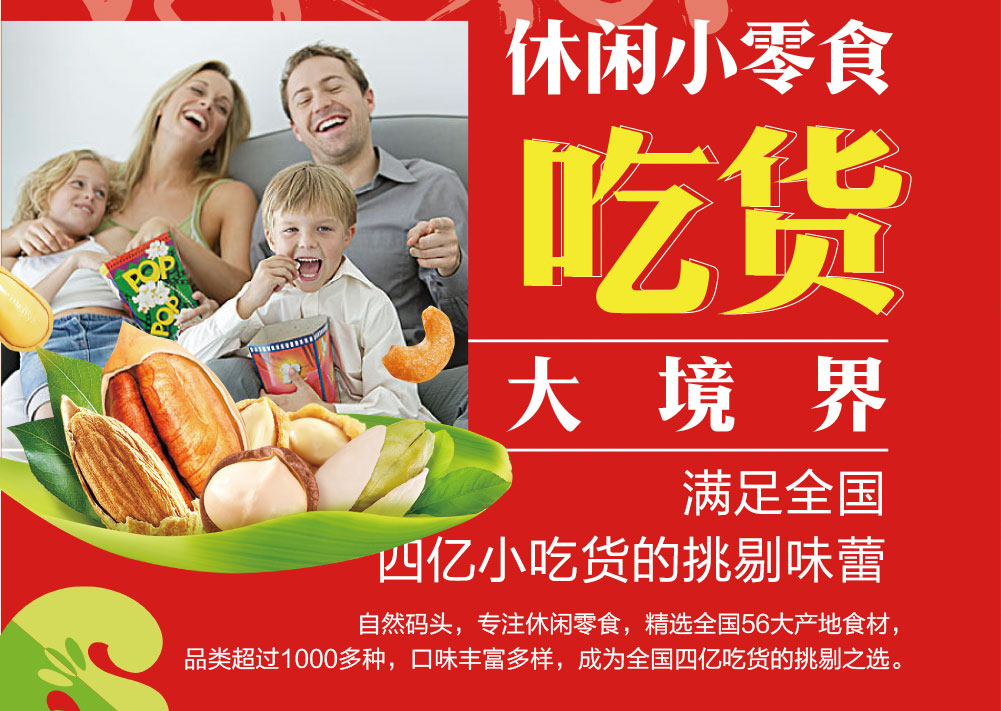 休闲小零食
吃货
大境界
满足全国
四亿小吃货的挑剔味蕾
自然码头，专注休闲零食，精选全国56大产地食材，
品类超过1000多种，口味丰富多样，成为全国四亿吃货的挑剔之选。
POP
POP